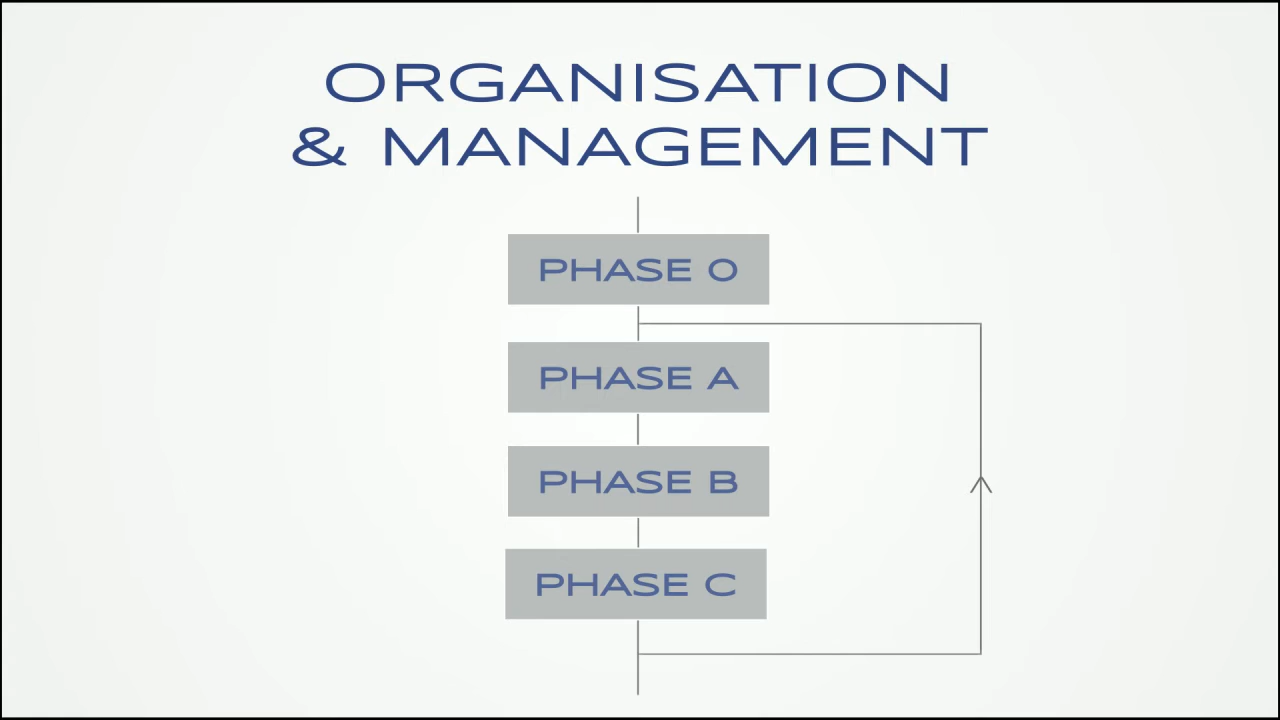 ORGANISATION
& MANAGEMENT
PHASE 0
PHASE A
PHASE B
PHASE C